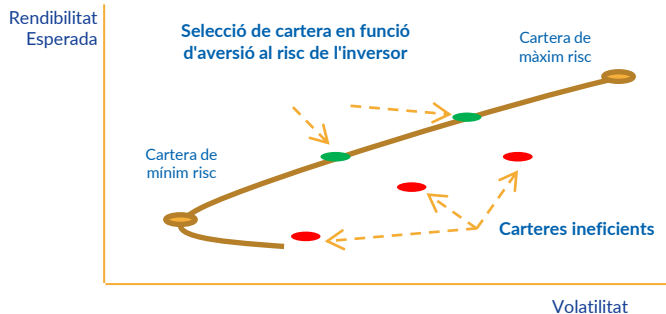 Rendibilitat
Esperada
Selecció de cartera en funció
d'aversió al risc de l'inversor
Cartera de
màxim risc
Cartera de
mínim risc
Carteres ineficients
Volatilitat